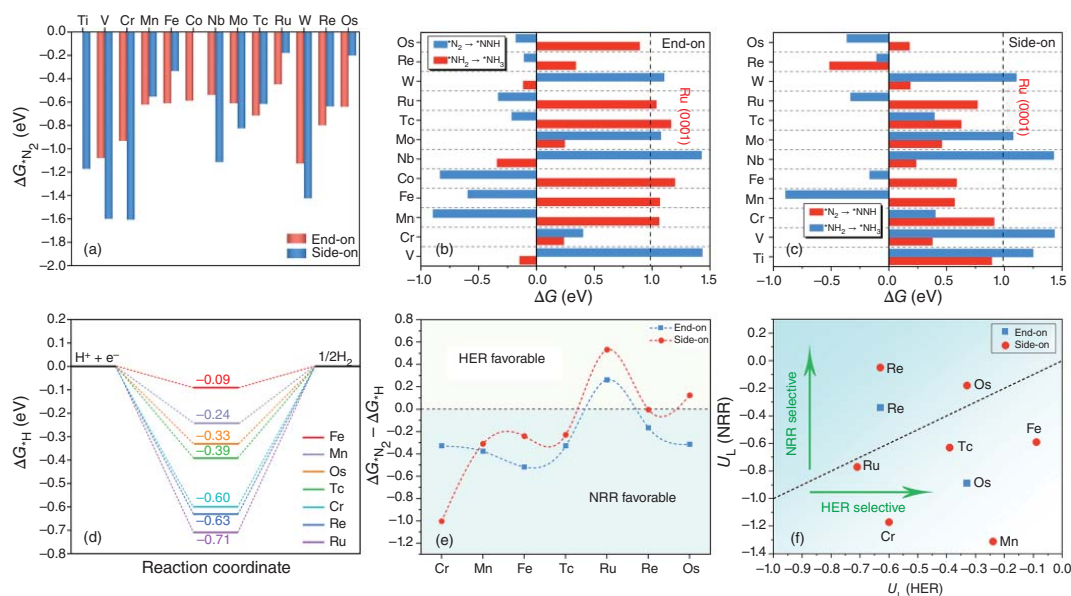 Ti V Cr Mn Fe Co Nb Mo Tc Ru W Re Os
0.0
−0.2
−0.4
−0.6
−0.8
−1.0
−1.2
−1.4
−1.6
−1.8
−2.0
ΔG*N2 (eV)
(a)
End-on
Side-on
*N2 → *NNH
*NH2 → *NH3
End-on
Os
Re
W
Ru
Tc
Mo
Nb
Co
Fe
Mn
Cr
V
Ru (0001)
(b)
−1.0 −0.5 0.0 0.5 1.0 1.5
ΔG (eV)
Side-on
Os
Re
W
Ru
Tc
Mo
Nb
Fe
Mn
Cr
V
Ti
Ru (0001)
*N2 → *NNH
*NH2 → *NH3
(c)
−1.0 −0.5 0.0 0.5 1.0 1.5
ΔG (eV)
0.2
0.1
0.0
−0.1
−0.2
−0.3
−0.4
−0.5
−0.6
−0.7
−0.8
ΔG*H (eV)
H+ + e−
1/2H2
−0.09
−0.24
−0.33
−0.39
−0.60
−0.63
−0.71
Fe
Mn
Os
Tc
Cr
Re
Ru
(d)
Reaction coordinate
0.8
0.6
0.4
0.2
0.0
−0.2
−0.4
−0.6
−0.8
−1.0
−1.2
ΔG*N2 − ΔG*H
End-on
Side-on
HER favorable
NRR favorable
(e)
Cr Mn Fe Tc Ru Re Os
0.2
0.0
−0.2
−0.4
−0.6
−0.8
−1.0
−1.2
−1.4
UL (NRR)
End-on
Side-on
NRR selective
HER selective
Re
Os
Re
Fe
Tc
Ru
Os
Cr
Mn
(f)
−1.0 −0.9 −0.8 −0.7 −0.6 −0.5 −0.4 −0.3 −0.2 −0.1 0.0
UL (HER)